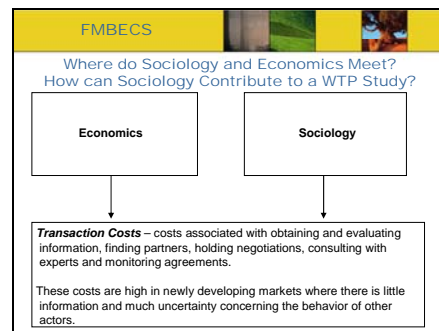 FMBECS
Where do Sociology and Economics Meet?
How can Sociology Contribute to a WTP Study?
Economics
Sociology
Transaction Costs – costs associated with obtaining and evaluating
information, finding partners, holding negotiations, consulting with
experts and monitoring agreements.
These costs are high in newly developing markets where there is little
information and much uncertainty concerning the behavior of other
actors.